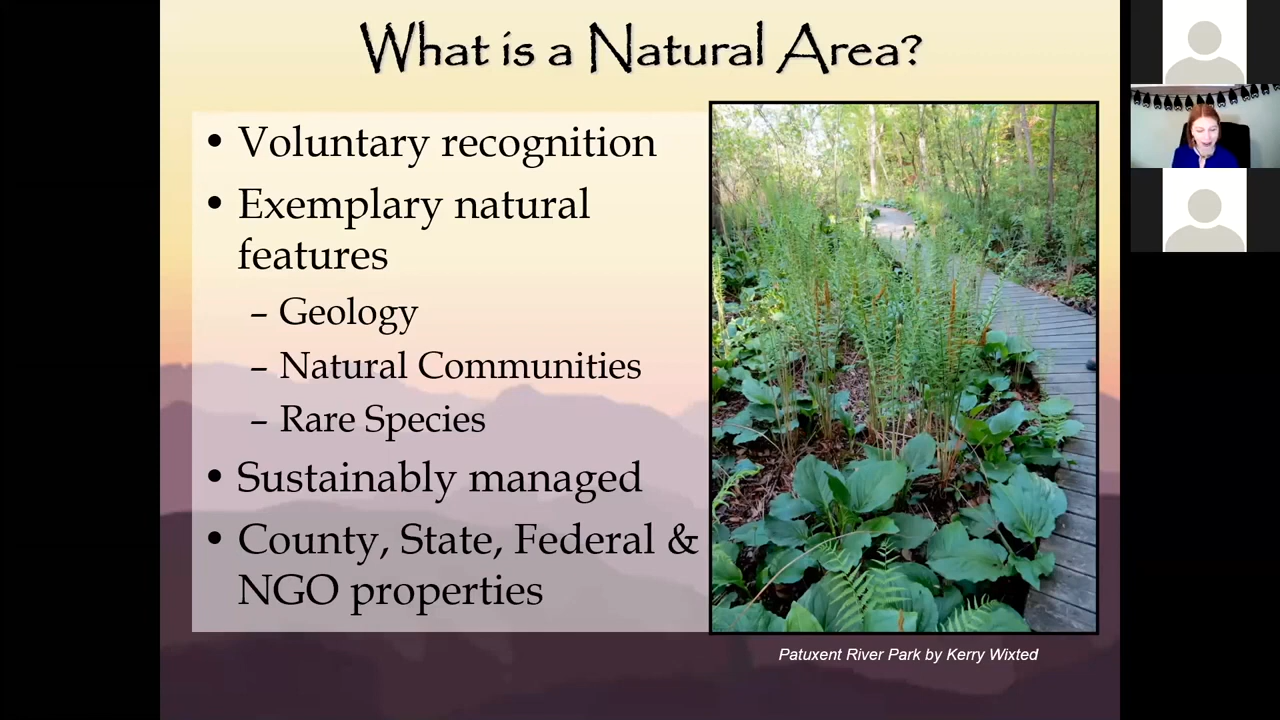 What is a Natural Area?
• Voluntary recognition
• Exemplary natural
features
– Geology
– Natural Communities
– Rare Species
• Sustainably managed
• County, State, Federal &
NGO properties
Patuxent River Park by Kerry Wixted